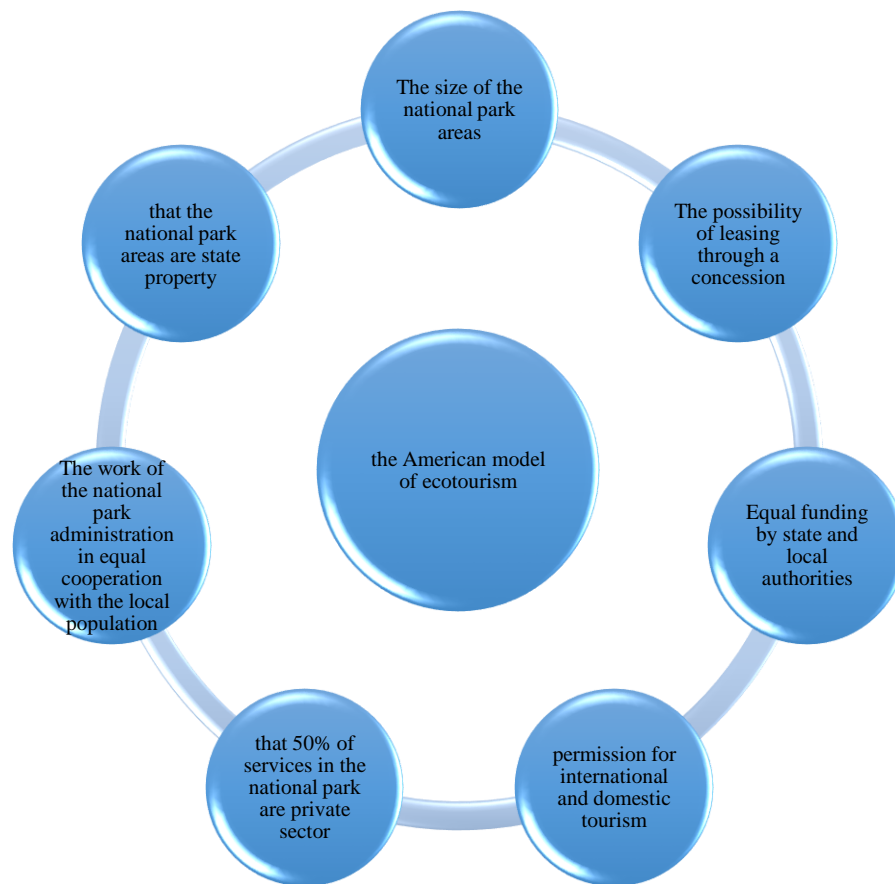 The size of the
national park
areas
The possibility
of leasing
through a
concession
Equal funding
by state and
local
authorities
permission for
international
and domestic
tourism
that 50% of
services in the
national park
are private
sector
The work of
the national
park
administration
in equal
cooperation
with the local
population
that the
national park
areas are state
property
the American model
of ecotourism